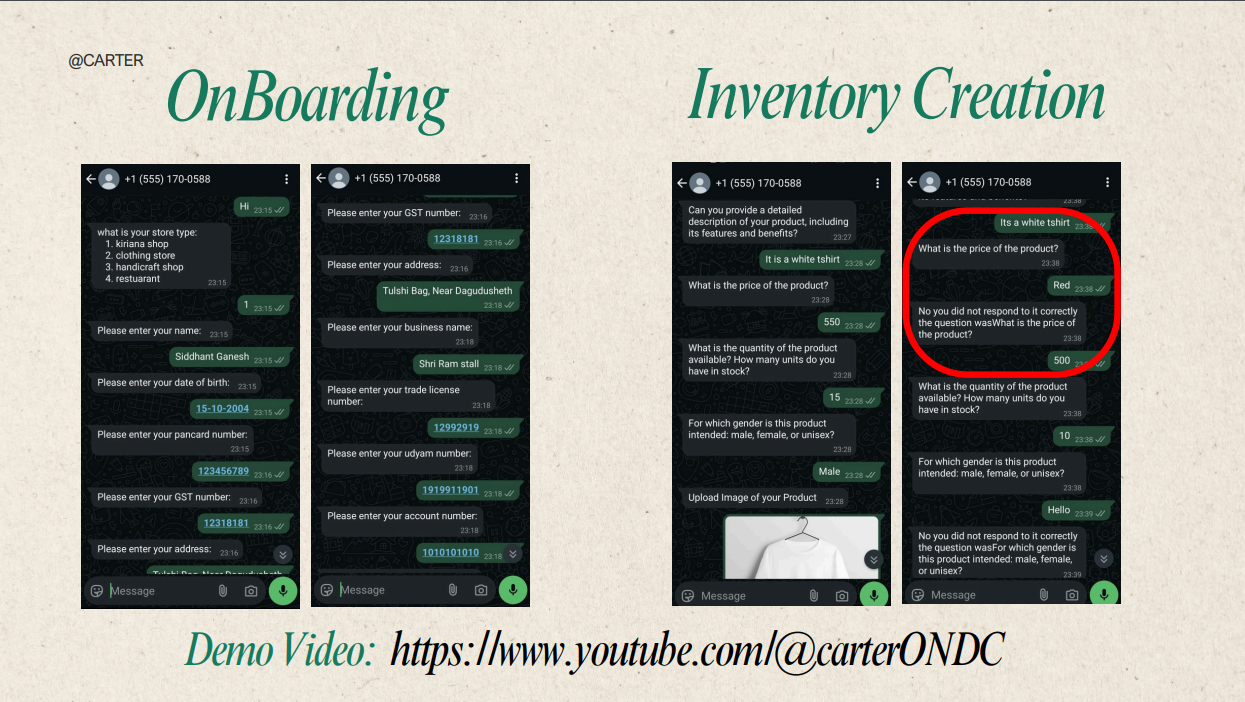 @CARTER
OnBoarding
Inventory Creation
+1 (555) 170-0588
Hi 23:15
what is your store type:
1. kiriana shop
2. clothing store
3. handicraft shop
4. restuarant
23:15
1 23:15
Please enter your name: 23:15
Siddhant Ganesh 23:15
Please enter your date of birth: 23:15
15-10-2004 23:15
Please enter your pancard number:
23:15
123456789 23:16
Please enter your GST number: 23:16
12318181 23:16
Please enter your address: 23:16
Tulshi Bag, Near Dagudusheth
Message
+1 (555) 170-0588
Please enter your GST number: 23:16
12318181 23:16
Please enter your address: 23:16
Tulshi Bag, Near Dagudusheth
23:18
Please enter your business name:
23:18
Shri Ram stall 23:18
Please enter your trade license
number: 23:18
12992919 23:18
Please enter your udyam number:
23:18
1919911901 23:18
Please enter your account number:
23:18
1010101010 23:18
Message
+1 (555) 170-0588
Can you provide a detailed
description of your product, including
its features and benefits? 23:27
It is a white tshirt 23:28
What is the price of the product?
23:28
550 23:28
What is the quantity of the product
available? How many units do you
have in stock? 23:28
15 23:28
For which gender is this product
intended: male, female, or unisex?
23:28
Male 23:28
Upload Image of your Product 23:28
Message
+1 (555) 170-0588
its features and benefits? 23:38
Its a white tshirt 23:38
What is the price of the product?
23:38
Red 23:38
No you did not respond to it correctly
the question wasWhat is the price of
the product? 23:38
500
What is the quantity of the product
available? How many units do you
have in stock? 23:38
10 23:38
For which gender is this product
intended: male, female, or unisex?
23:38
Hello 23:39
No you did not respond to it correctly
the question wasFor which gender is
this product intended: male, female,
or unisex? 23:39
Message
Demo Video: https://www.youtube.com/@carterONDC